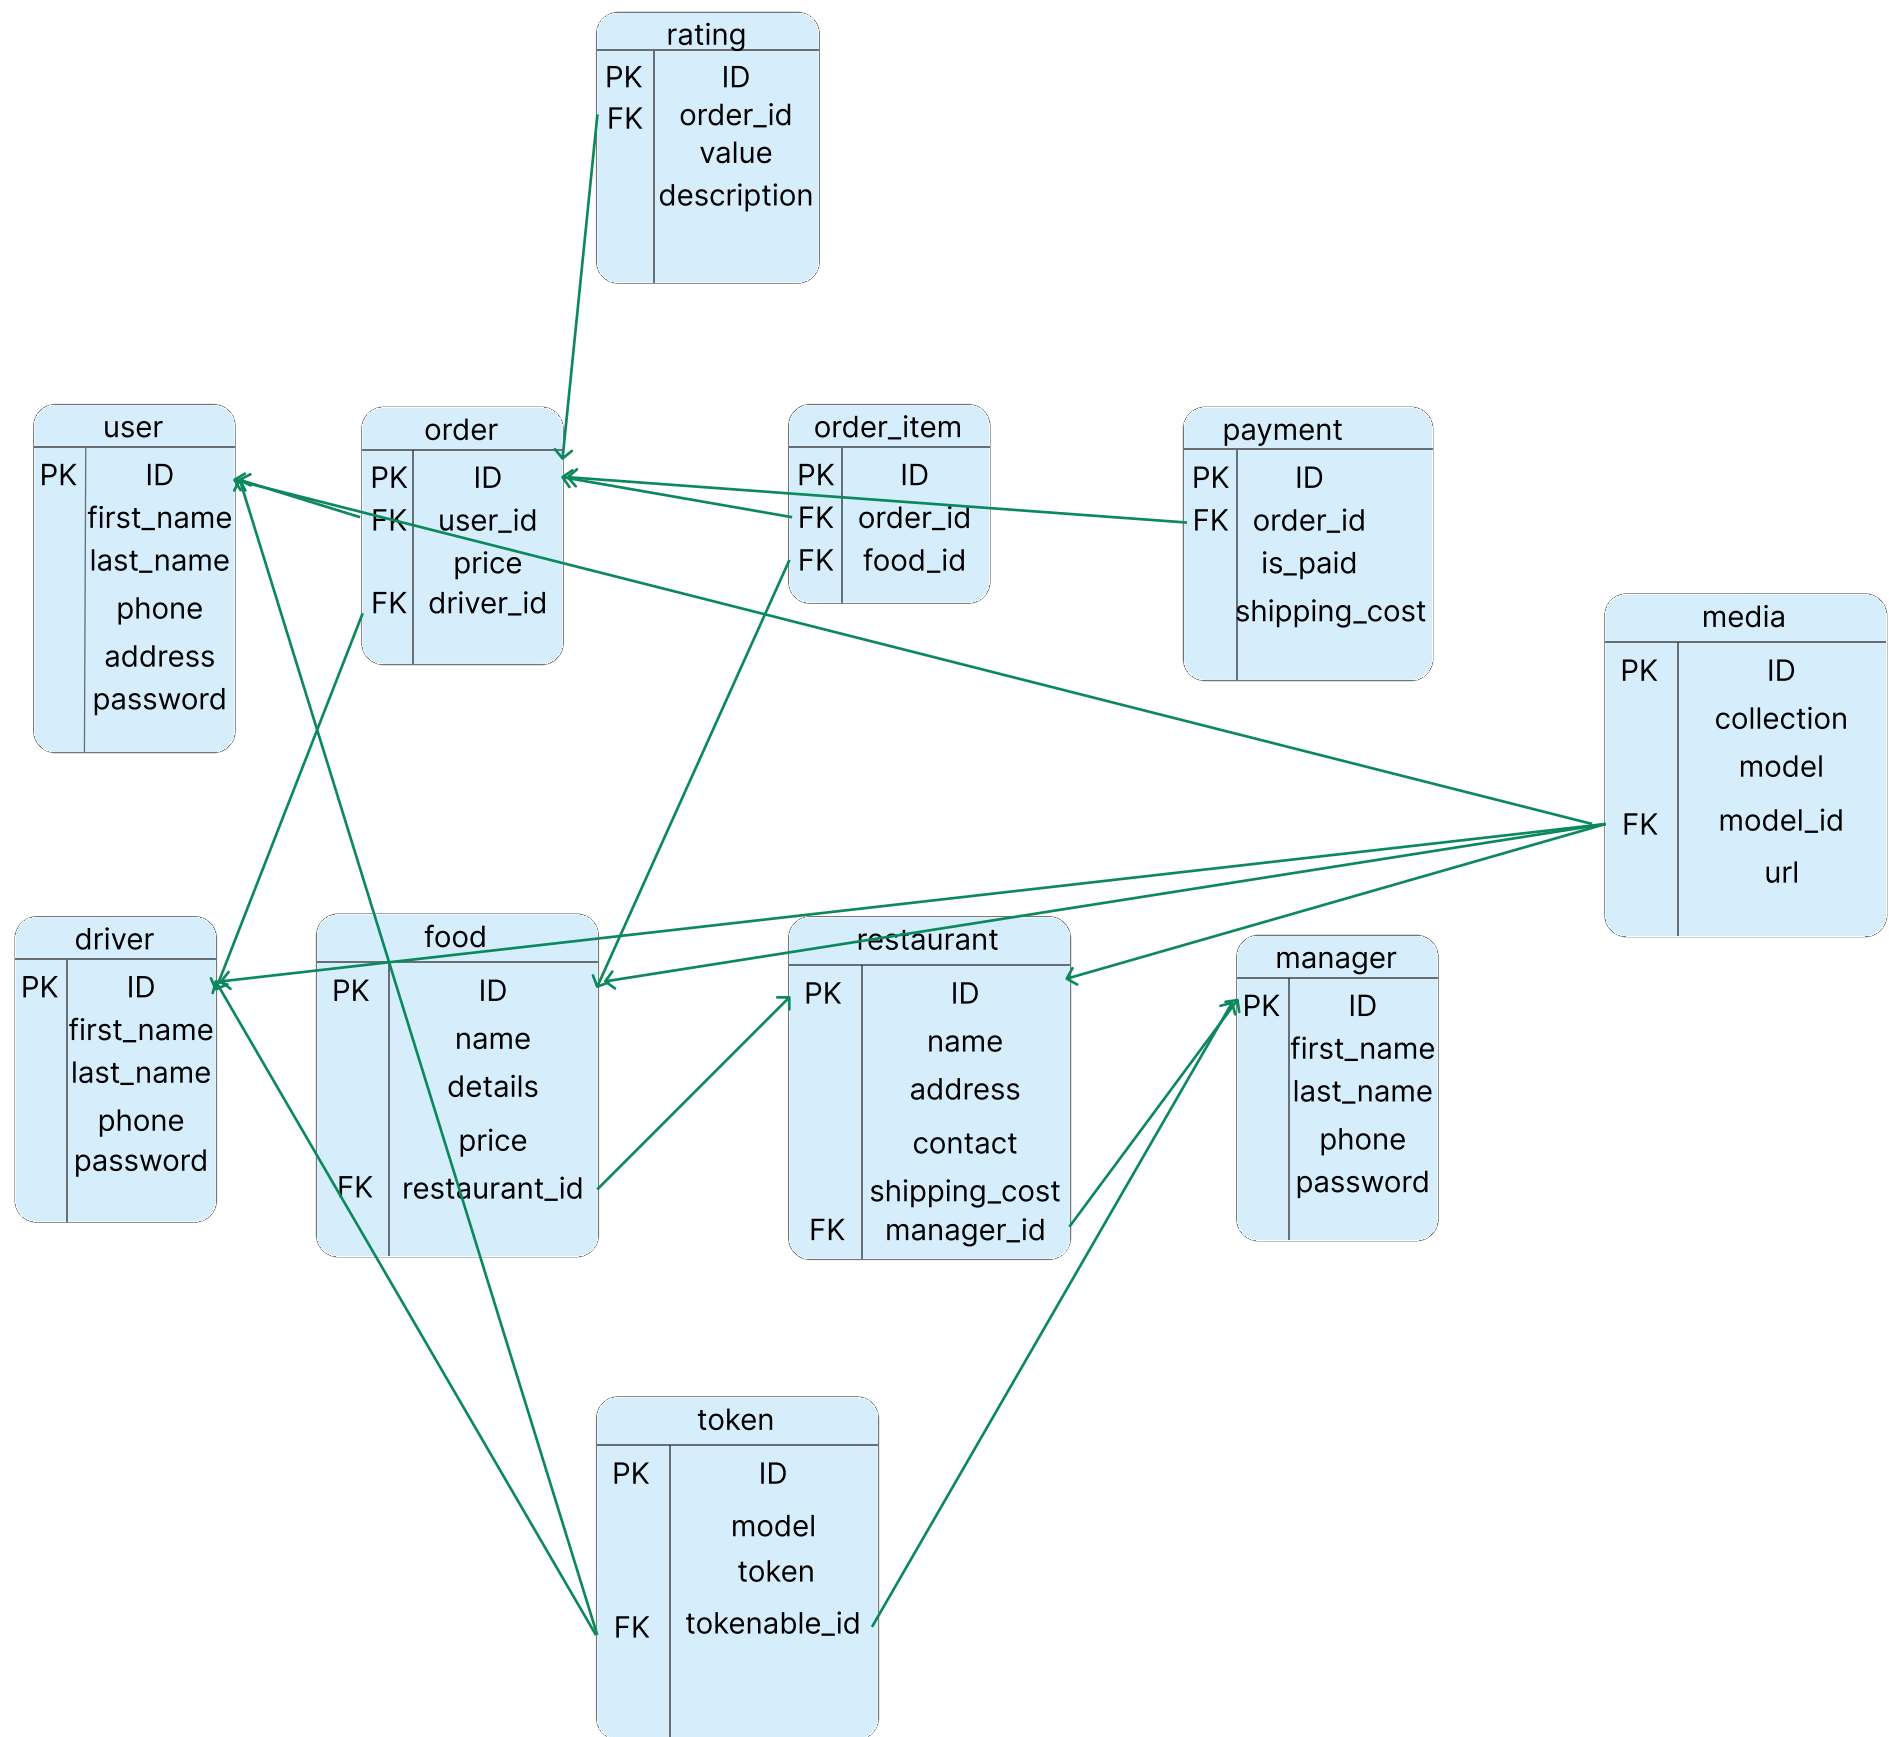 rating
PK ID
FK order_id
value
description
user
PK ID
first_name
last_name
phone
address
password
order
PK ID
FK user_id
price
FK driver_id
order_item
PK ID
FK order_id
FK food_id
payment
PK ID
FK order_id
is_paid
shipping_cost
media
PK ID
collection
model
FK model_id
url
driver
PK ID
first_name
last_name
phone
password
food
PK ID
name
details
price
FK restaurant_id
restaurant
PK ID
name
address
contact
shipping_cost
FK manager_id
manager
PK ID
first_name
last_name
phone
password
token
PK ID
model
token
FK tokenable_id